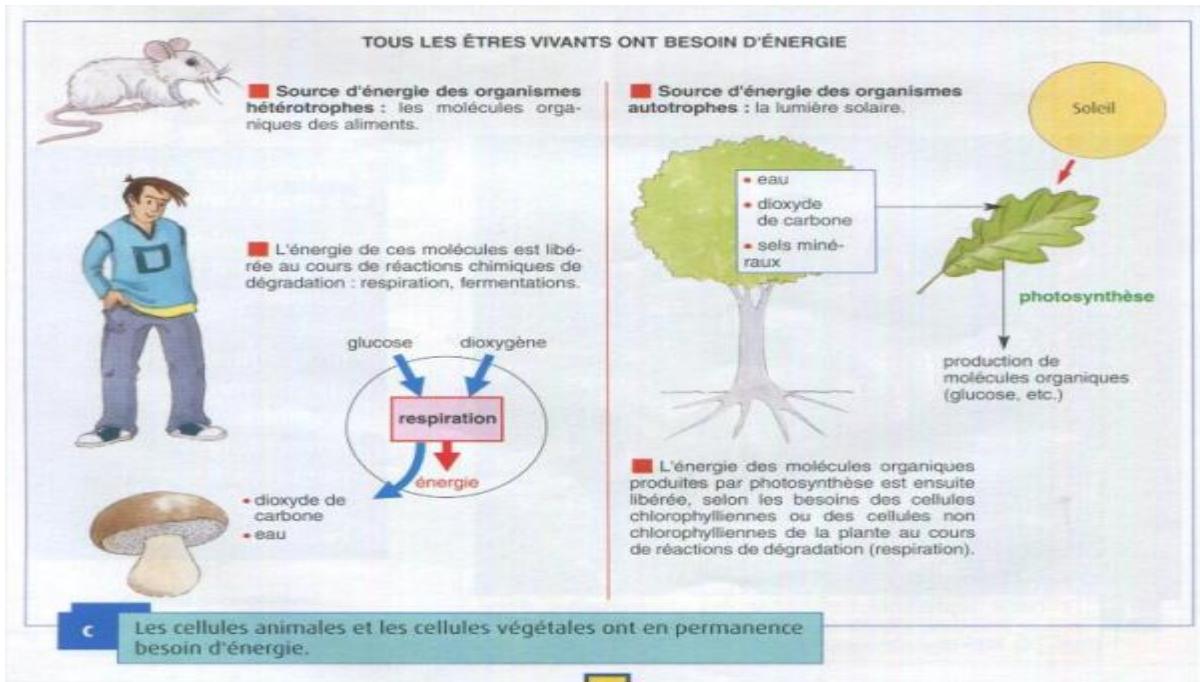 TOUS LES ÊTRES VIVANTS ONT BESOIN D'ÉNERGIE
Source d'énergie des organismes
hétérotrophes : les molécules orga-
niques des aliments.
L'énergie de ces molécules est libé-
rée au cours de réactions chimiques de
dégradation : respiration, fermentations.
glucose
dioxygène
respiration
énergie
• dioxyde de
carbone
• eau
Source d'énergie des organismes
autotrophes : la lumière solaire.
Soleil
• eau
• dioxyde
de carbone
• sels miné-
raux
photosynthèse
production de
molécules organiques
(glucose, etc.)
L'énergie des molécules organiques
produites par photosynthèse est ensuite
libérée, selon les besoins des cellules
chlorophylliennes ou des cellules non
chlorophylliennes de la plante au cours
de réactions de dégradation (respiration).
c
Les cellules animales et les cellules végétales ont en permanence
besoin d'énergie.